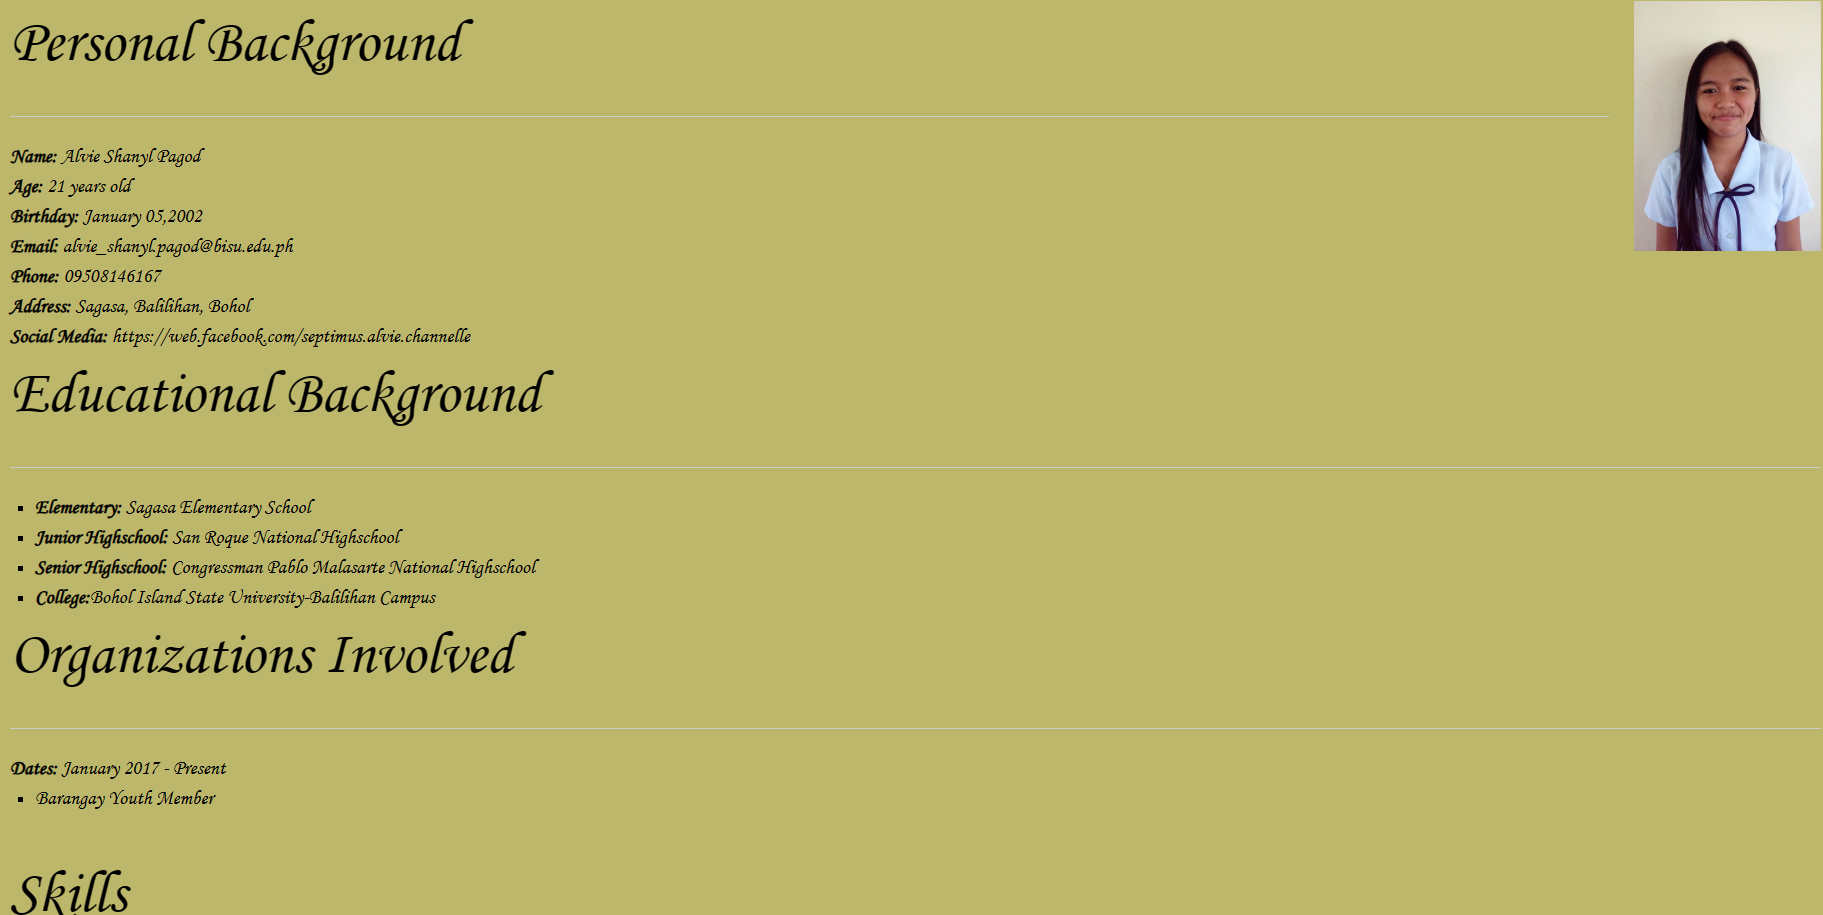 Personal Background
Name: Alvie Shanyl Pagod
Age: 21 years old
Birthday: January 05,2002
Email: alvie_shanyl.pagod@bisu.edu.ph
Phone: 09508146167
Address: Sagasa, Balilihan, Bohol
Social Media: https://web.facebook.com/septimus.alvie.channelle
Educational Background
Elementary: Sagasa Elementary School
Junior Highschool: San Roque National Highschool
Senior Highschool: Congressman Pablo Malasarte National Highschool
College:Bohol Island State University-Balilihan Campus
Organizations Involved
Dates: January 2017 - Present
Barangay Youth Member
Skills